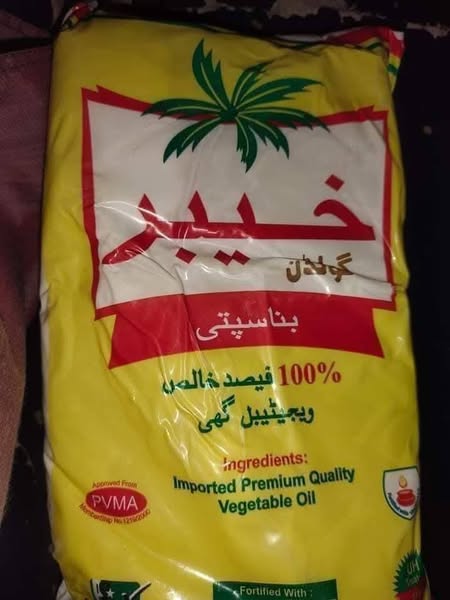 خیبر
گولڈن
بناسپتی
100% فیصد خالص
ویجیٹیبل گھی
Ingredients:
Imported Premium Quality
Vegetable Oil
Approved From
PVMA
Fortified With :